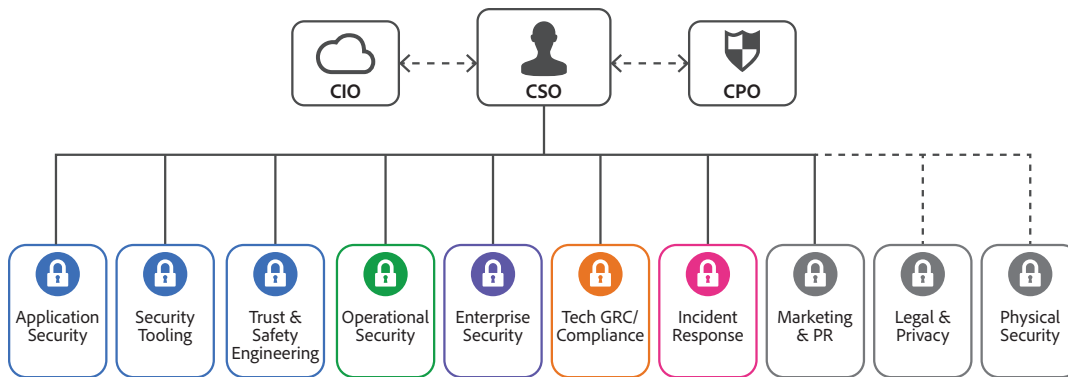 CIO
CSO
CPO
Application
Security
Security
Tooling
Trust &
Safety
Engineering
Operational
Security
Enterprise
Security
Tech GRC/
Compliance
Incident
Response
Marketing
& PR
Legal &
Privacy
Physical
Security